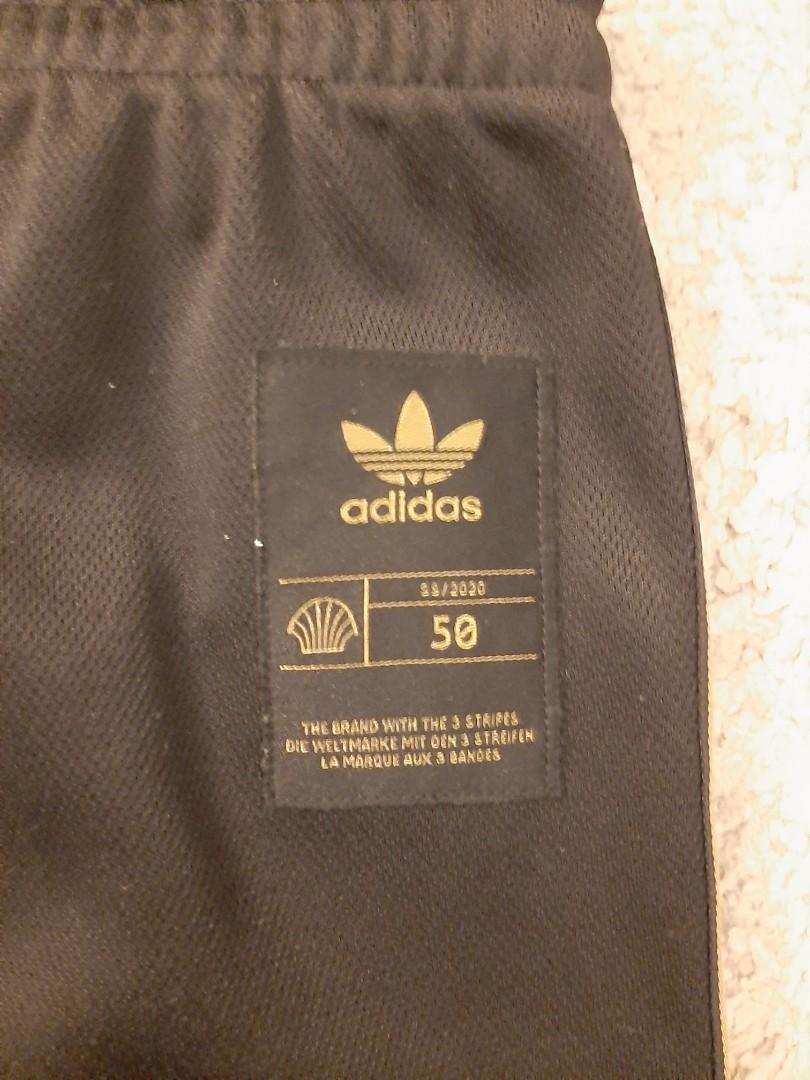 adidas
SS/2020
50
THE BRAND WITH THE 3 STRIPES
DIE WELTMARKE MIT DEN 3 STREIFEN
LA MARQUE AUX 3 BANDES